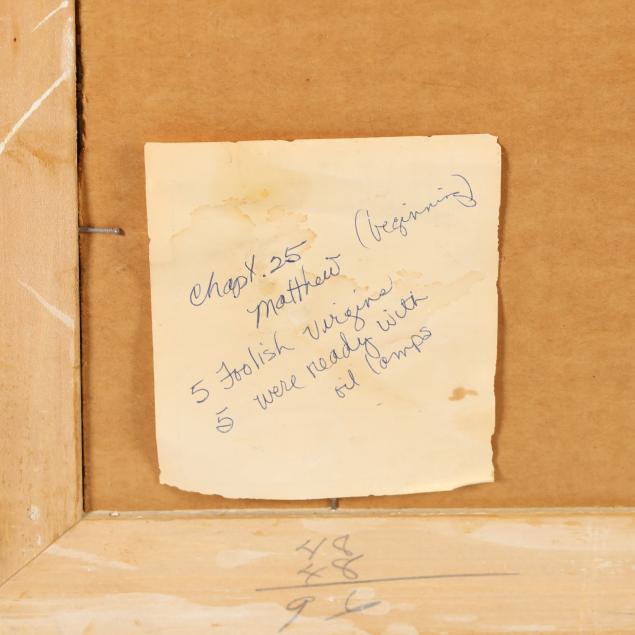 Chapt. 25 (beginning)
Matthew
5 Foolish Virgins
5 were ready with
oil lamps
48
48
96